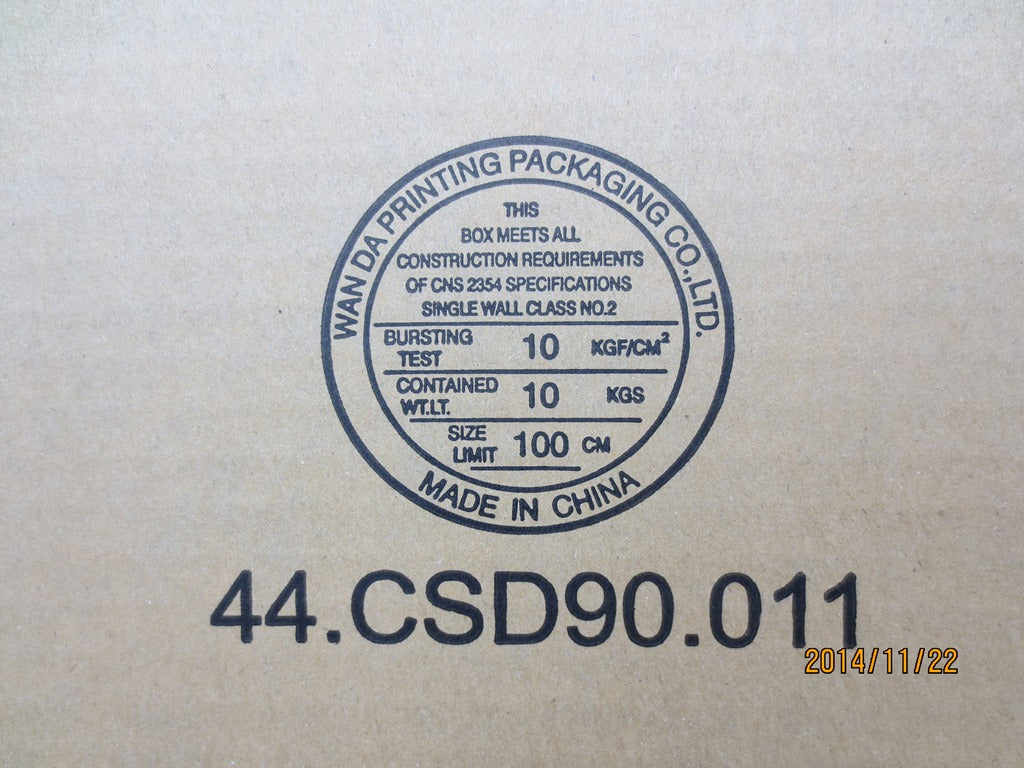 WAN DA PRINTING PACKAGING CO.,LTD.
THIS
BOX MEETS ALL
CONSTRUCTION REQUIREMENTS
OF CNS 2354 SPECIFICATIONS
SINGLE WALL CLASS NO.2
BURSTING TEST 10 KGF/CM²
CONTAINED WT.LT. 10 KGS
SIZE LIMIT 100 CM
MADE IN CHINA
44.CSD90.011
2014/11/22